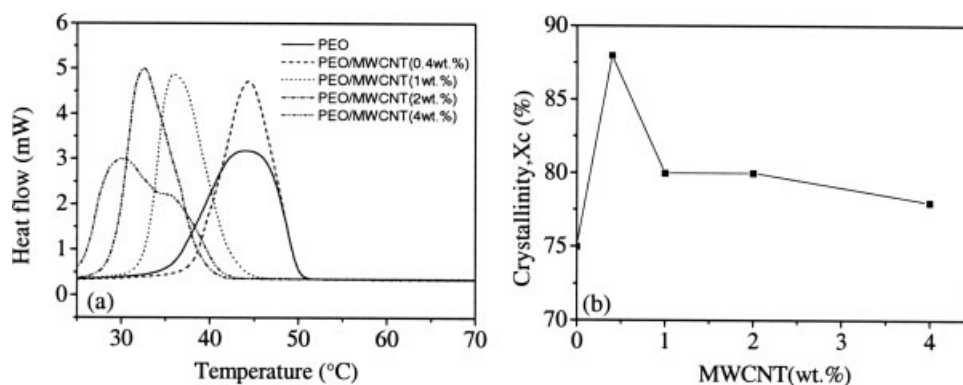 6
5
4
3
2
1
0
Heat flow (mW)
PEO
PEO/MWCNT(0.4wt.%)
PEO/MWCNT(1wt.%)
PEO/MWCNT(2wt.%)
PEO/MWCNT(4wt.%)
(a)
30 40 50 60 70
Temperature (°C)
90
85
80
75
70
Crystallinity,Xc (%)
(b)
0 1 2 3 4
MWCNT(wt.%)